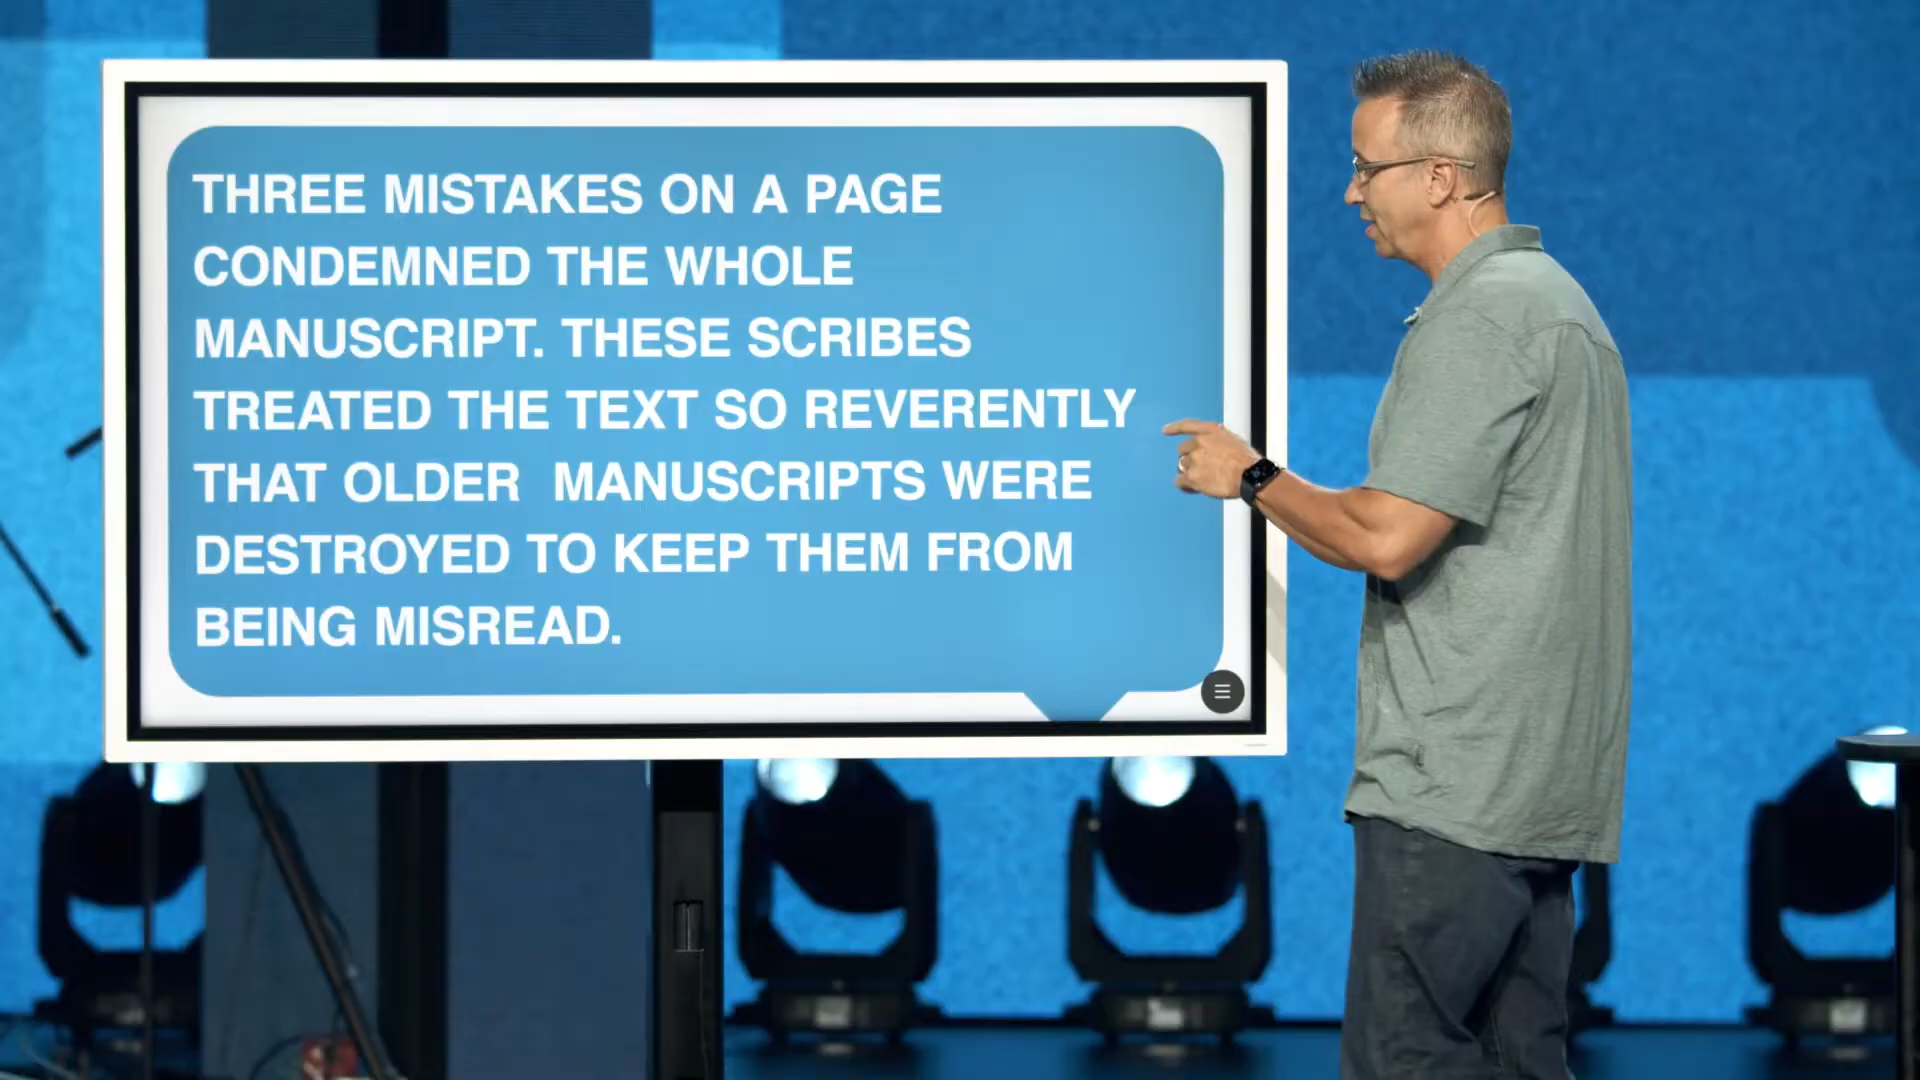 THREE MISTAKES ON A PAGE
CONDEMNED THE WHOLE
MANUSCRIPT. THESE SCRIBES
TREATED THE TEXT SO REVERENTLY
THAT OLDER  MANUSCRIPTS WERE
DESTROYED TO KEEP THEM FROM
BEING MISREAD.